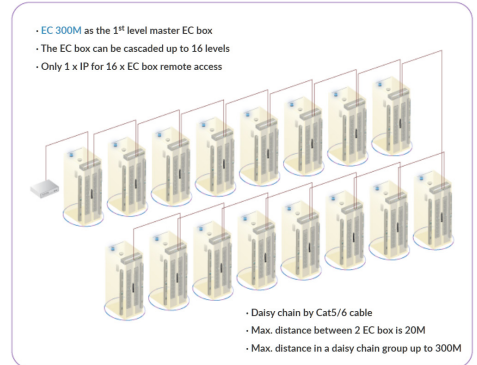 · EC 300M as the 1st level master EC box
· The EC box can be cascaded up to 16 levels
· Only 1 x IP for 16 x EC box remote access
· Daisy chain by Cat5/6 cable
· Max. distance between 2 EC box is 20M
· Max. distance in a daisy chain group up to 300M